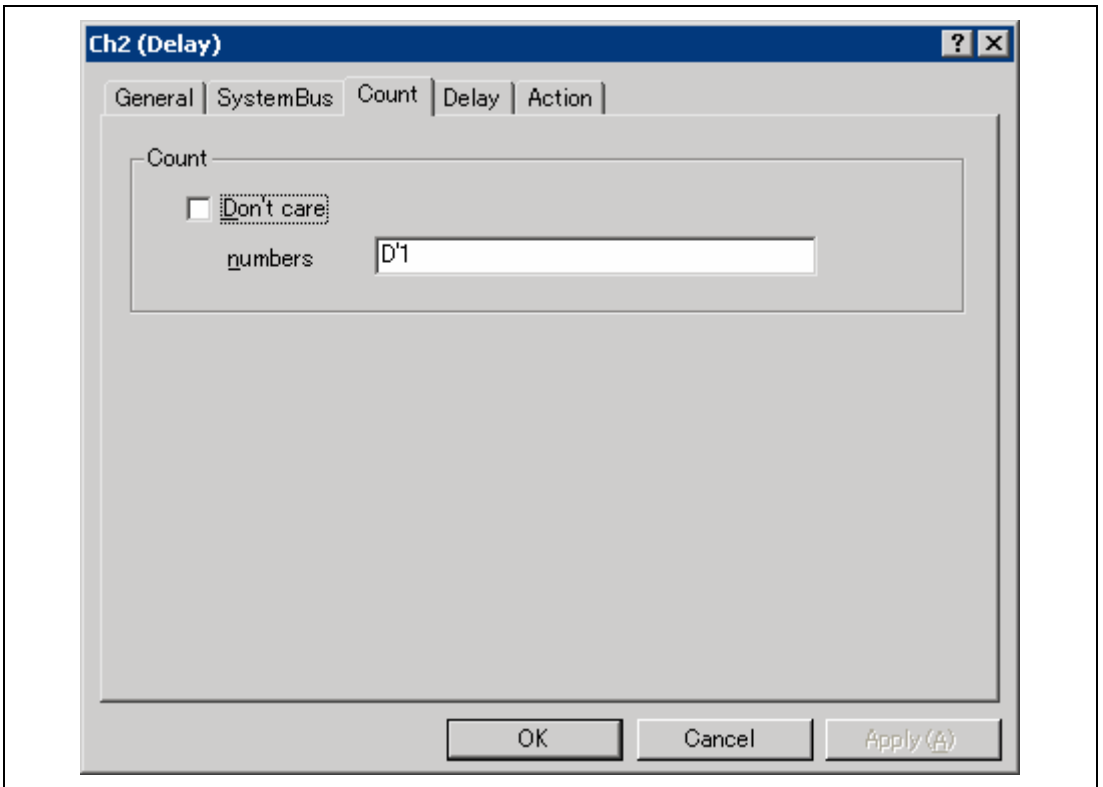 Ch2 (Delay)
General SystemBus Count Delay Action
Count
Don't care
numbers D'1
OK Cancel Apply(A)